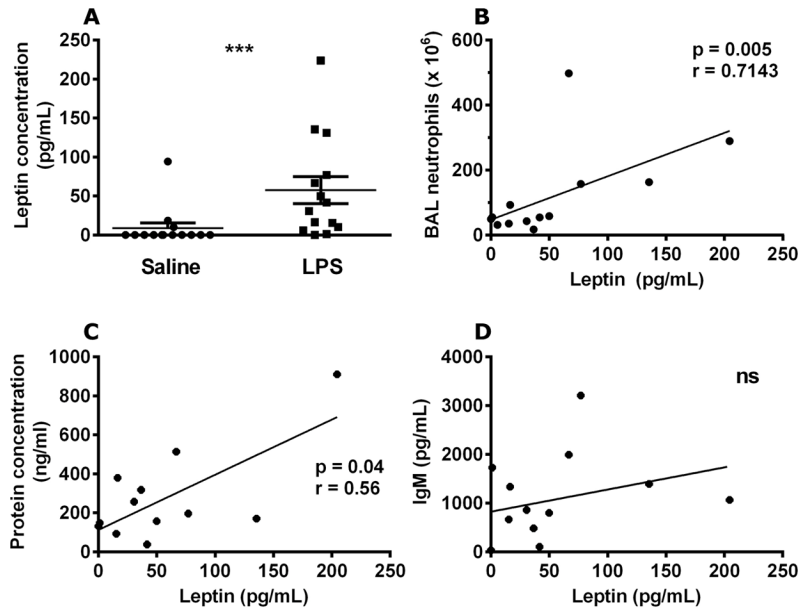 A
Leptin concentration
(pg/mL)
250
200
150
100
50
0
***
Saline
LPS
B
BAL neutrophils (x 10⁶)
600
400
200
0
p = 0.005
r = 0.7143
0
50
100
150
200
250
Leptin (pg/mL)
C
Protein concentration
(ng/ml)
1000
800
600
400
200
0
p = 0.04
r = 0.56
0
50
100
150
200
250
Leptin (pg/mL)
D
IgM (pg/mL)
4000
3000
2000
1000
0
ns
0
50
100
150
200
250
Leptin (pg/mL)